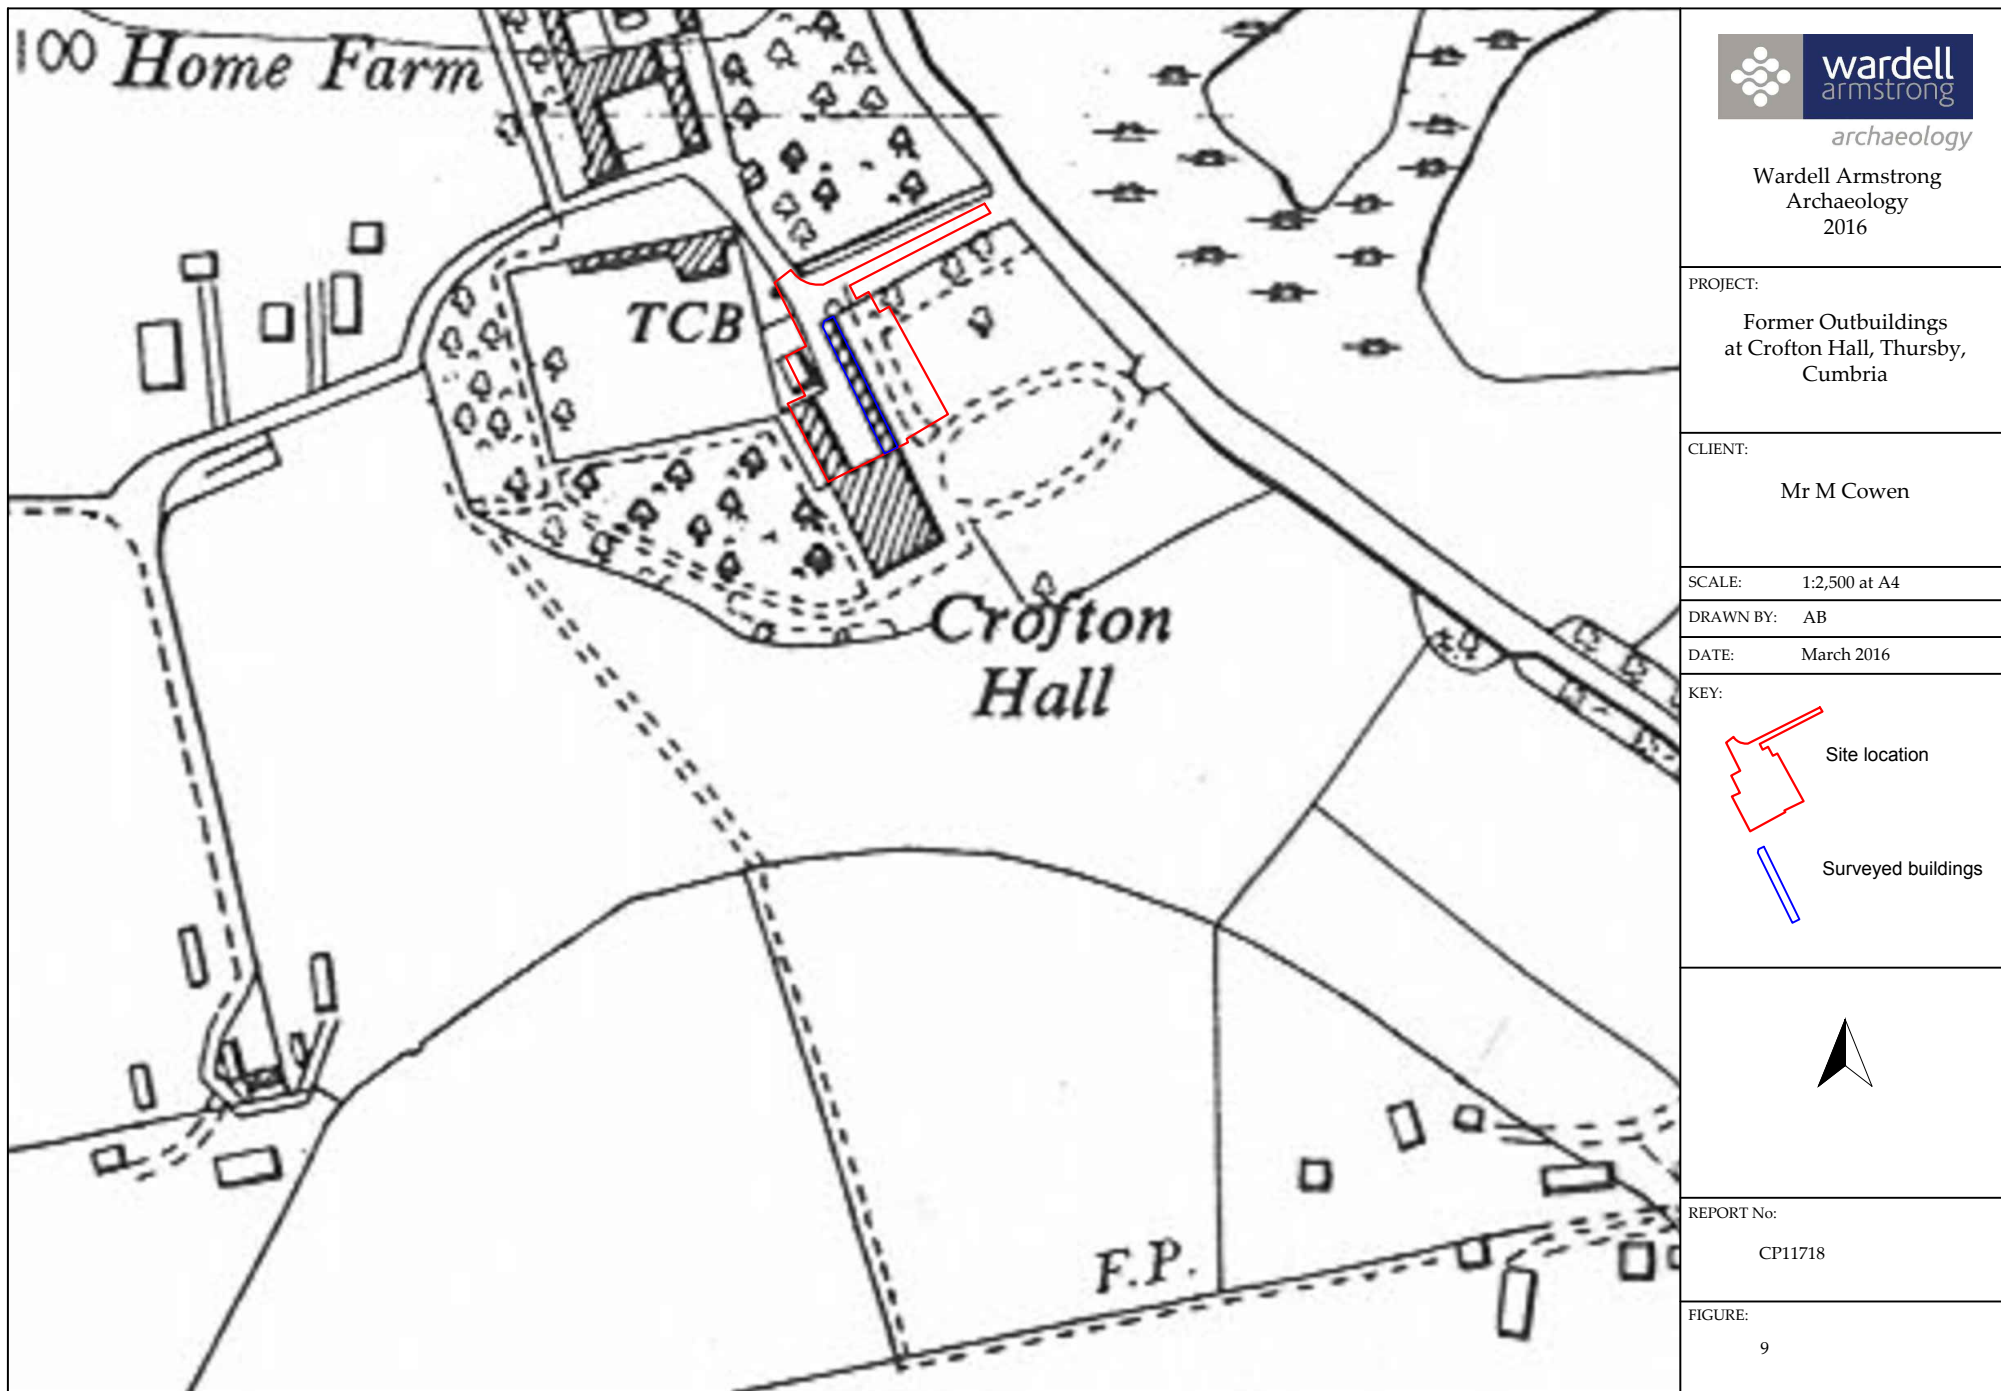 100 Home Farm
TCB
Crofton
Hall
F.P.
wardell
armstrong
archaeology
Wardell Armstrong
Archaeology
2016
PROJECT:
Former Outbuildings
at Crofton Hall, Thursby,
Cumbria
CLIENT:
Mr M Cowen
SCALE: 1:2,500 at A4
DRAWN BY: AB
DATE: March 2016
KEY:
Site location
Surveyed buildings
REPORT No:
CP11718
FIGURE:
9